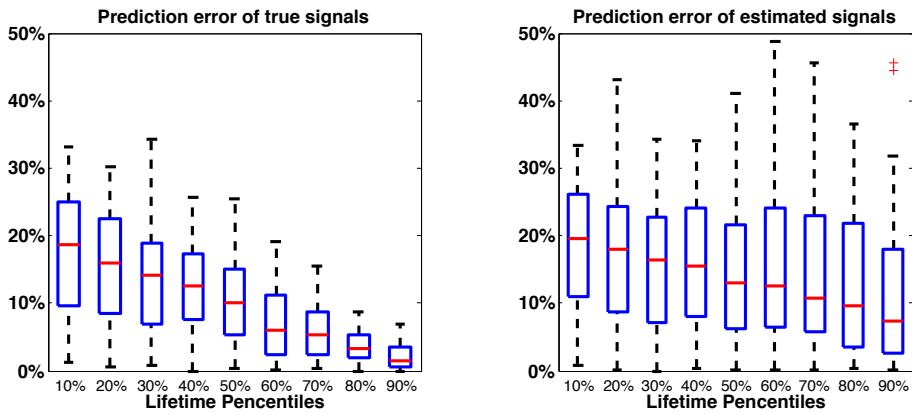 Prediction error of true signals
50%
40%
30%
20%
10%
0%
10% 20% 30% 40% 50% 60% 70% 80% 90%
Lifetime Pencentiles
Prediction error of estimated signals
50%
40%
30%
20%
10%
0%
10% 20% 30% 40% 50% 60% 70% 80% 90%
Lifetime Pencentiles